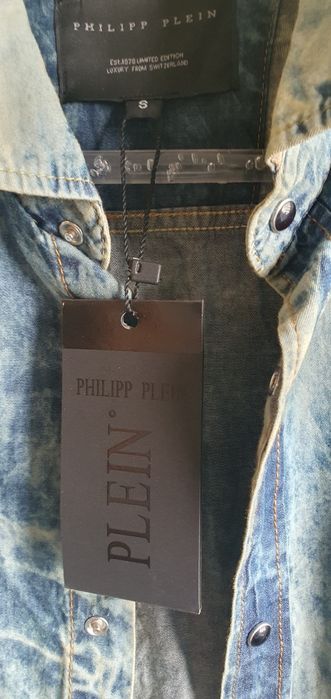 PHILIPP PLEIN
Est.1978 LIMITED EDITION
LUXURY FROM SWITZERLAND
S
PHILIPP PLEIN
PLEIN°